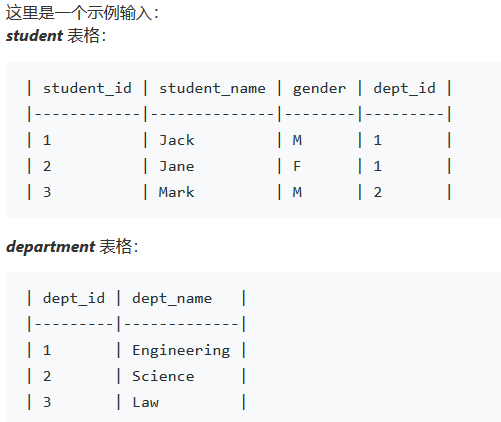 这里是一个示例输入：
student 表格：
| student_id | student_name | gender | dept_id |
|------------|--------------|--------|---------|
| 1          | Jack         | M      | 1       |
| 2          | Jane         | F      | 1       |
| 3          | Mark         | M      | 2       |
department 表格：
| dept_id | dept_name   |
|---------|-------------|
| 1       | Engineering |
| 2       | Science     |
| 3       | Law         |